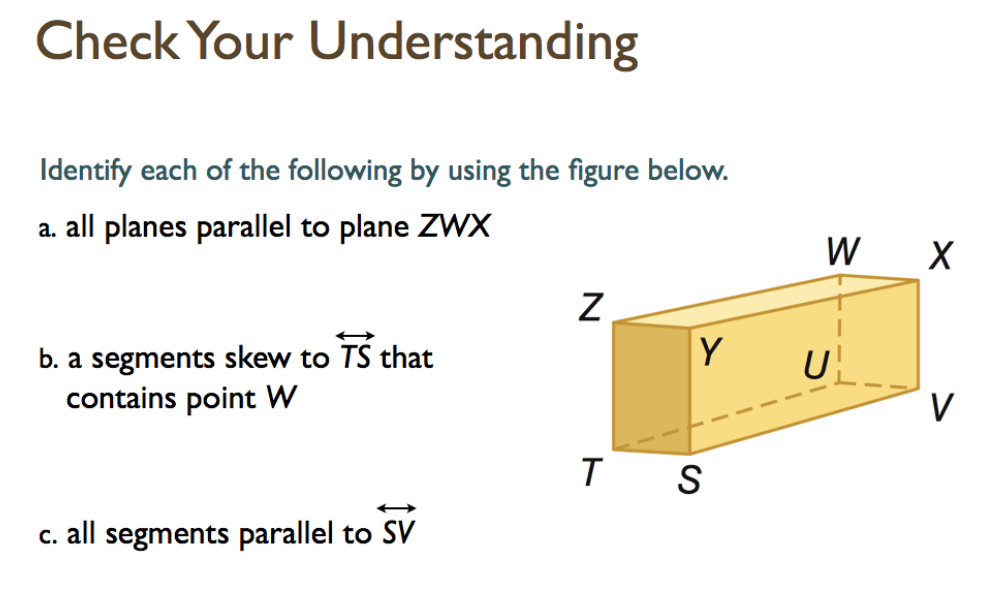 Check Your Understanding
Identify each of the following by using the figure below.
a. all planes parallel to plane ZWX
W X
Z
Y
b. a segments skew to TS that
contains point W
U
V
T S
c. all segments parallel to SV